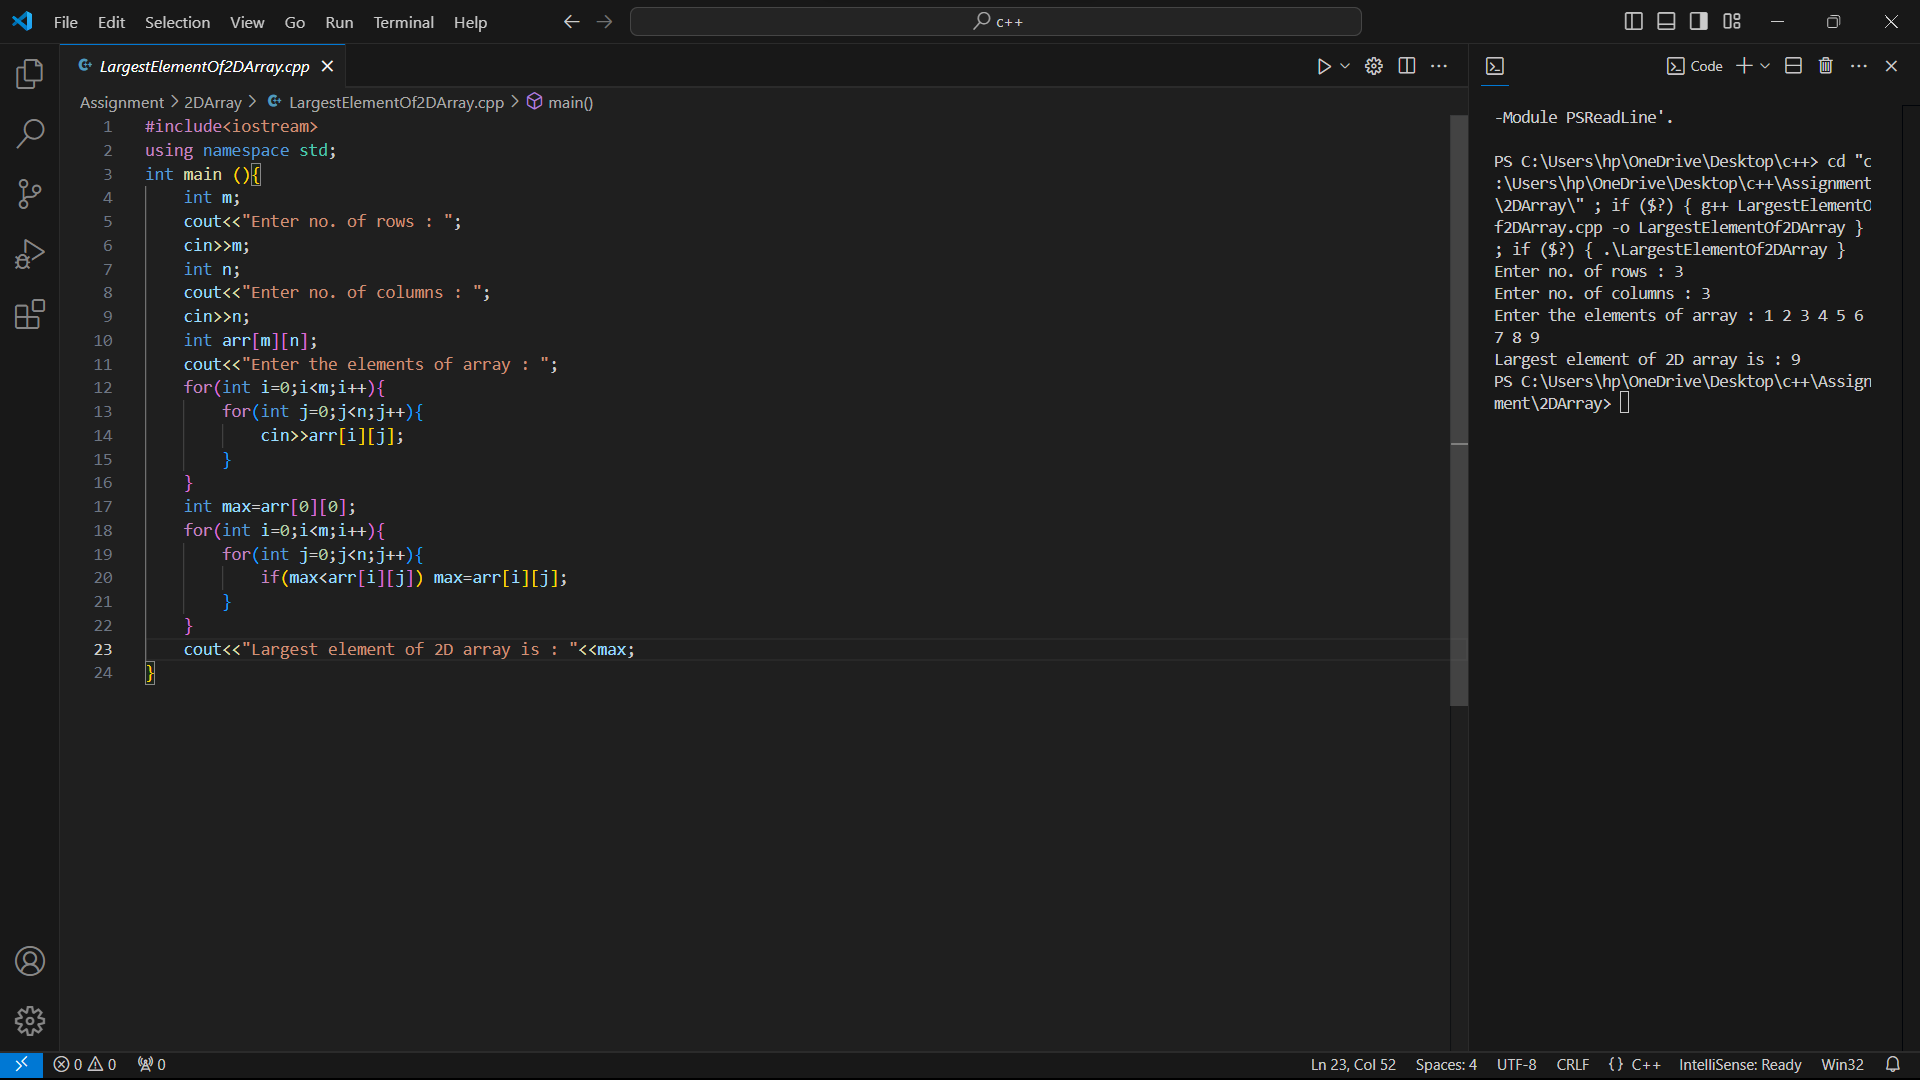 File Edit Selection View Go Run Terminal Help
c++
LargestElementOf2DArray.cpp
Code
Assignment > 2DArray > LargestElementOf2DArray.cpp > main()
1 #include<iostream>
2 using namespace std;
3 int main (){
4 int m;
5 cout<<"Enter no. of rows : ";
6 cin>>m;
7 int n;
8 cout<<"Enter no. of columns : ";
9 cin>>n;
10 int arr[m][n];
11 cout<<"Enter the elements of array : ";
12 for(int i=0;i<m;i++){
13 for(int j=0;j<n;j++){
14 cin>>arr[i][j];
15 }
16 }
17 int max=arr[0][0];
18 for(int i=0;i<m;i++){
19 for(int j=0;j<n;j++){
20 if(max<arr[i][j]) max=arr[i][j];
21 }
22 }
23 cout<<"Largest element of 2D array is : "<<max;
24 }
-Module PSReadLine'.
PS C:\Users\hp\OneDrive\Desktop\c++> cd "c
:\Users\hp\OneDrive\Desktop\c++\Assignment
\2DArray\" ; if ($?) { g++ LargestElementO
f2DArray.cpp -o LargestElementOf2DArray }
; if ($?) { .\LargestElementOf2DArray }
Enter no. of rows : 3
Enter no. of columns : 3
Enter the elements of array : 1 2 3 4 5 6
7 8 9
Largest element of 2D array is : 9
PS C:\Users\hp\OneDrive\Desktop\c++\Assign
ment\2DArray>
0 0 0 Ln 23, Col 52 Spaces: 4 UTF-8 CRLF {} C++ IntelliSense: Ready Win32